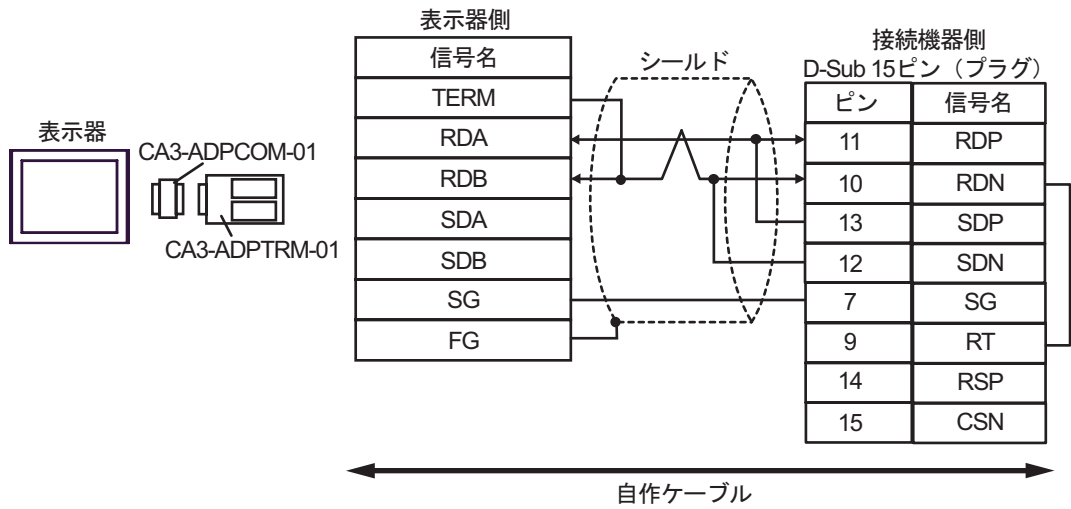 表示器
CA3-ADPCOM-01
CA3-ADPTRM-01
表示器側
信号名
TERM
RDA
RDB
SDA
SDB
SG
FG
シールド
接続機器側
D-Sub 15ピン（プラグ）
ピン 信号名
11 RDP
10 RDN
13 SDP
12 SDN
7 SG
9 RT
14 RSP
15 CSN
自作ケーブル